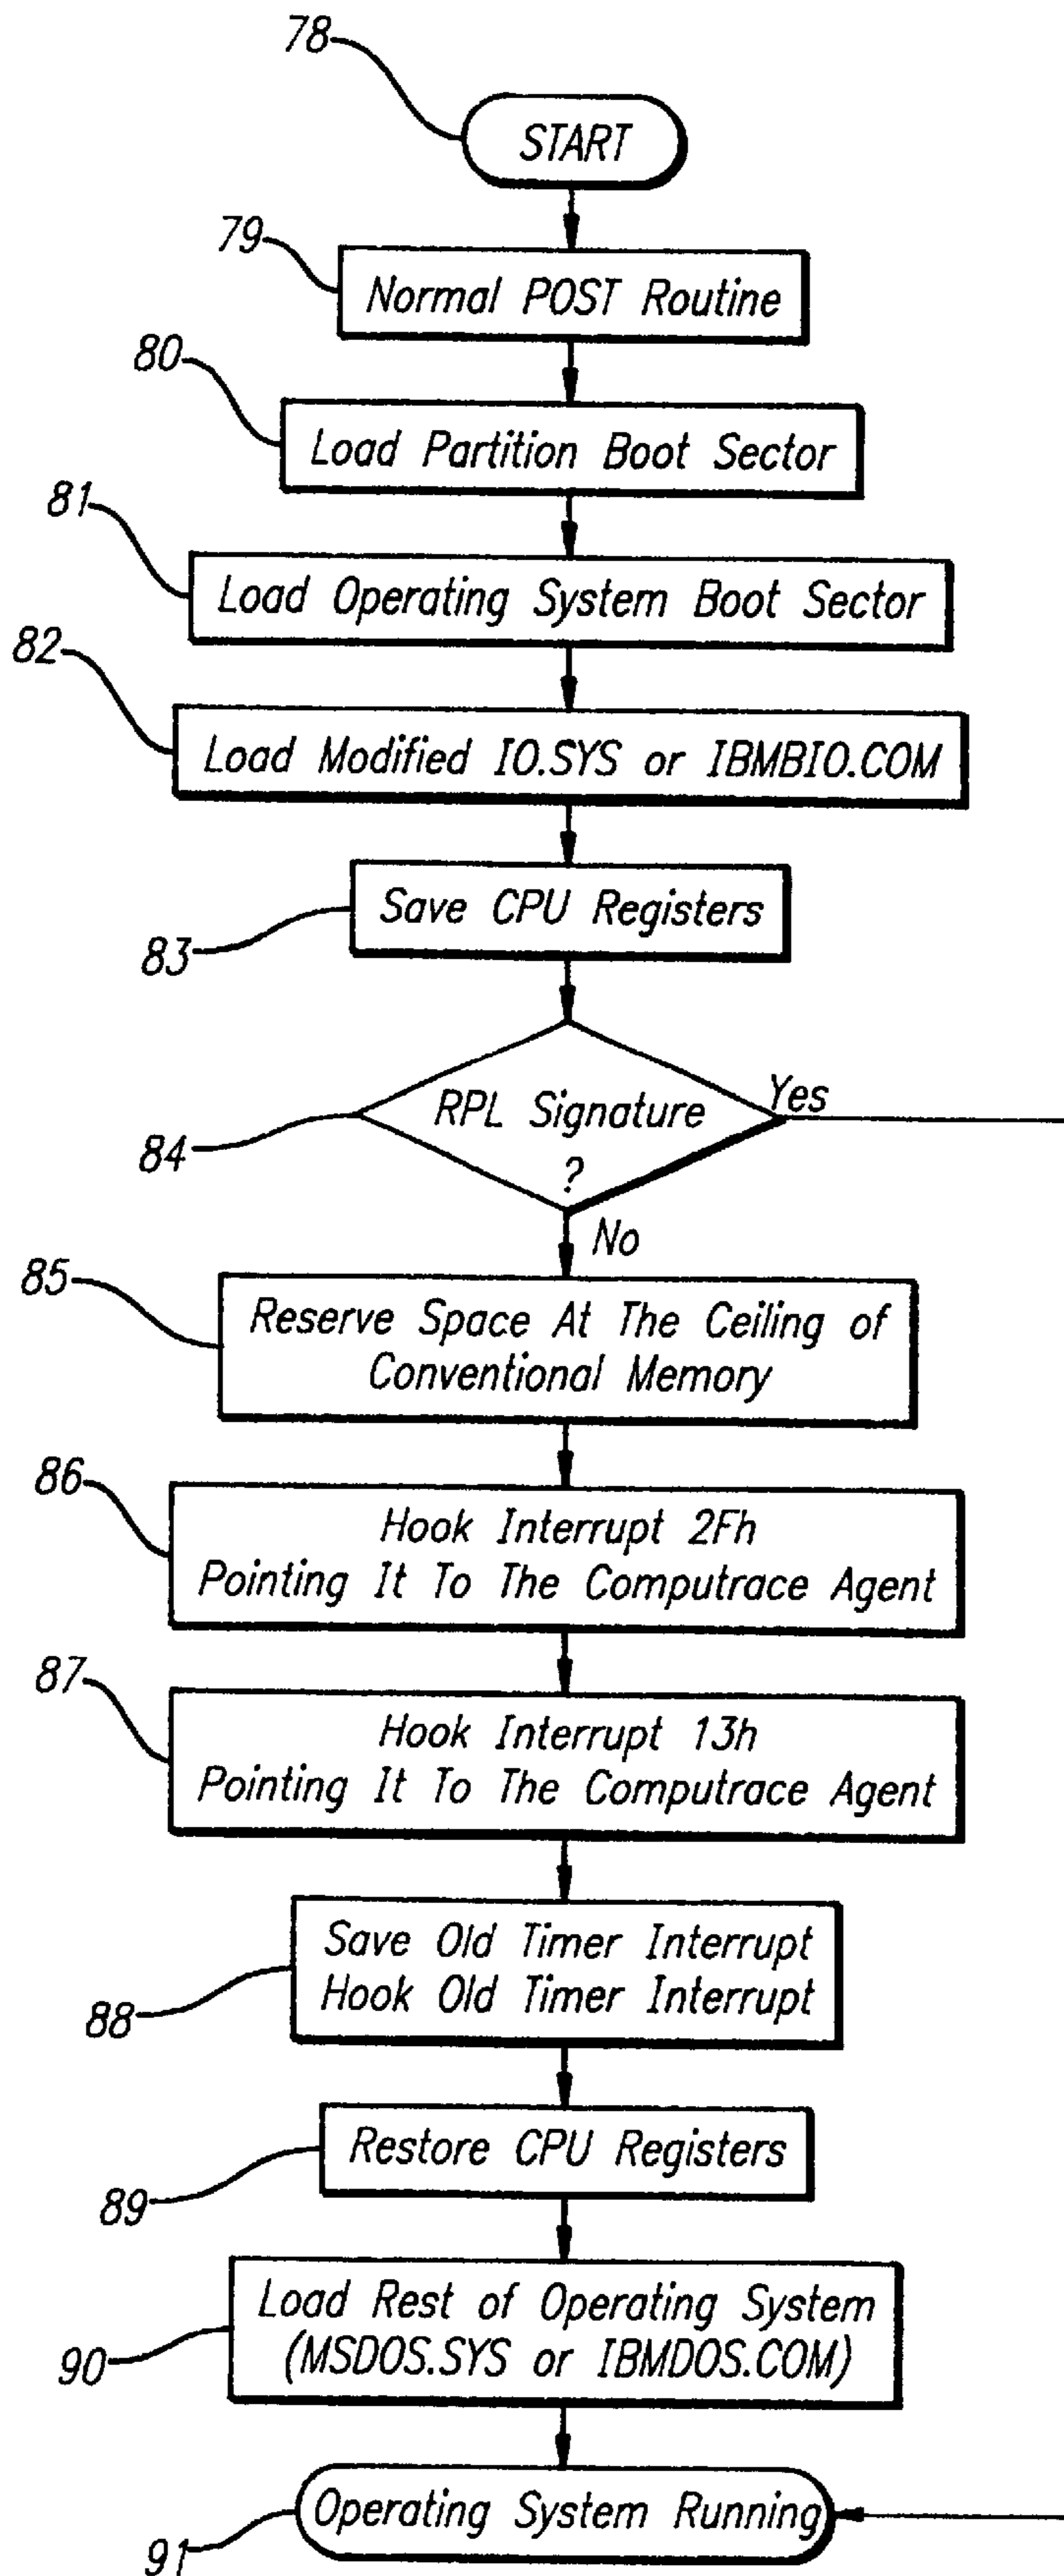 78
START
79
Normal POST Routine
80
Load Partition Boot Sector
81
Load Operating System Boot Sector
82
Load Modified IO.SYS or IBMBIO.COM
Save CPU Registers
83
RPL Signature
?
Yes
84
No
85
Reserve Space At The Ceiling of
Conventional Memory
86
Hook Interrupt 2Fh
Pointing It To The Computrace Agent
87
Hook Interrupt 13h
Pointing It To The Computrace Agent
Save Old Timer Interrupt
Hook Old Timer Interrupt
88
Restore CPU Registers
89
Load Rest of Operating System
(MSDOS.SYS or IBMDOS.COM)
90
Operating System Running
91